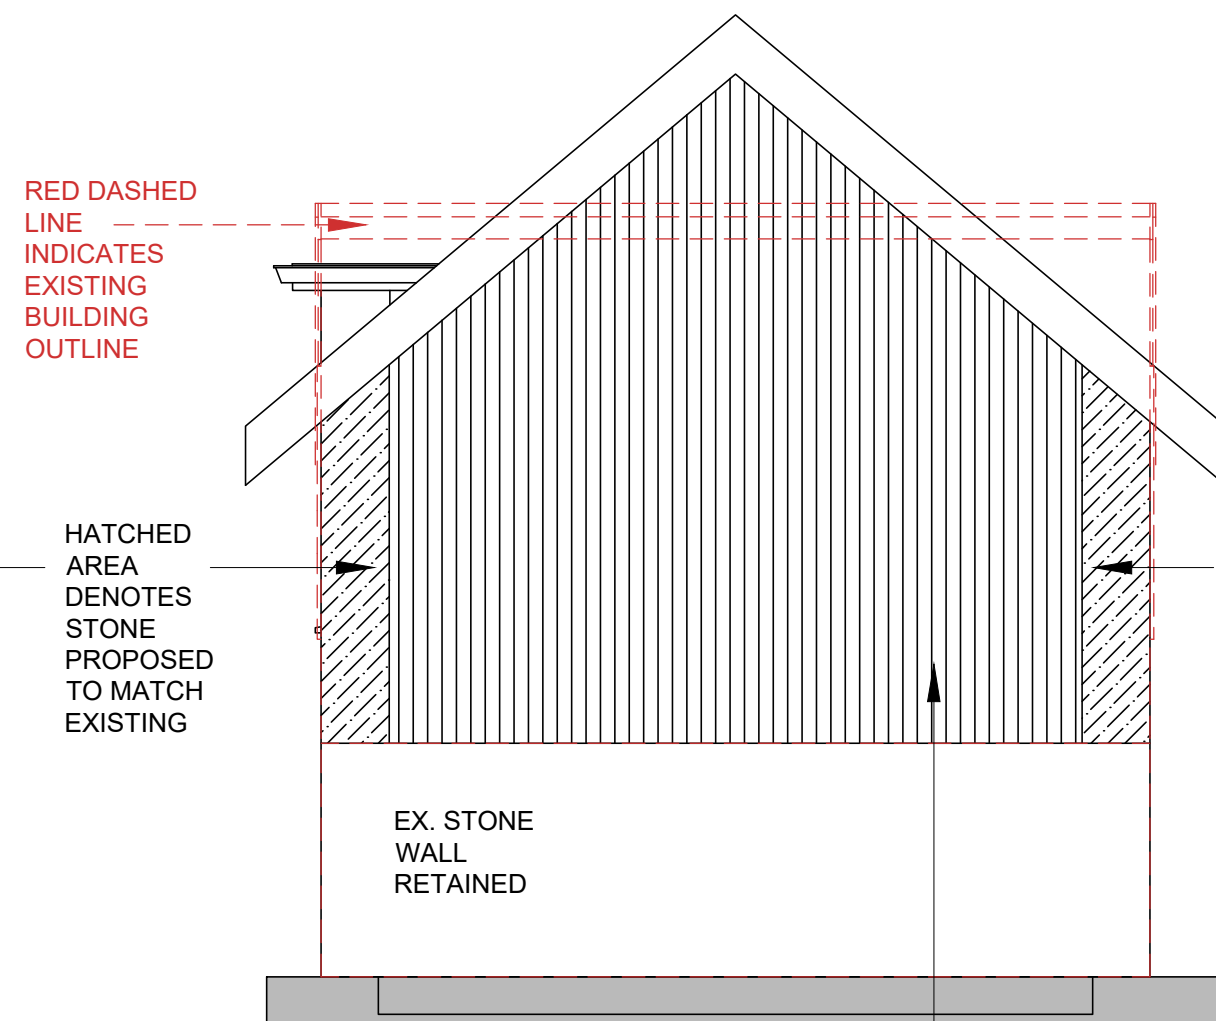 RED DASHED
LINE
INDICATES
EXISTING
BUILDING
OUTLINE
HATCHED
AREA
DENOTES
STONE
PROPOSED
TO MATCH
EXISTING
EX. STONE
WALL
RETAINED